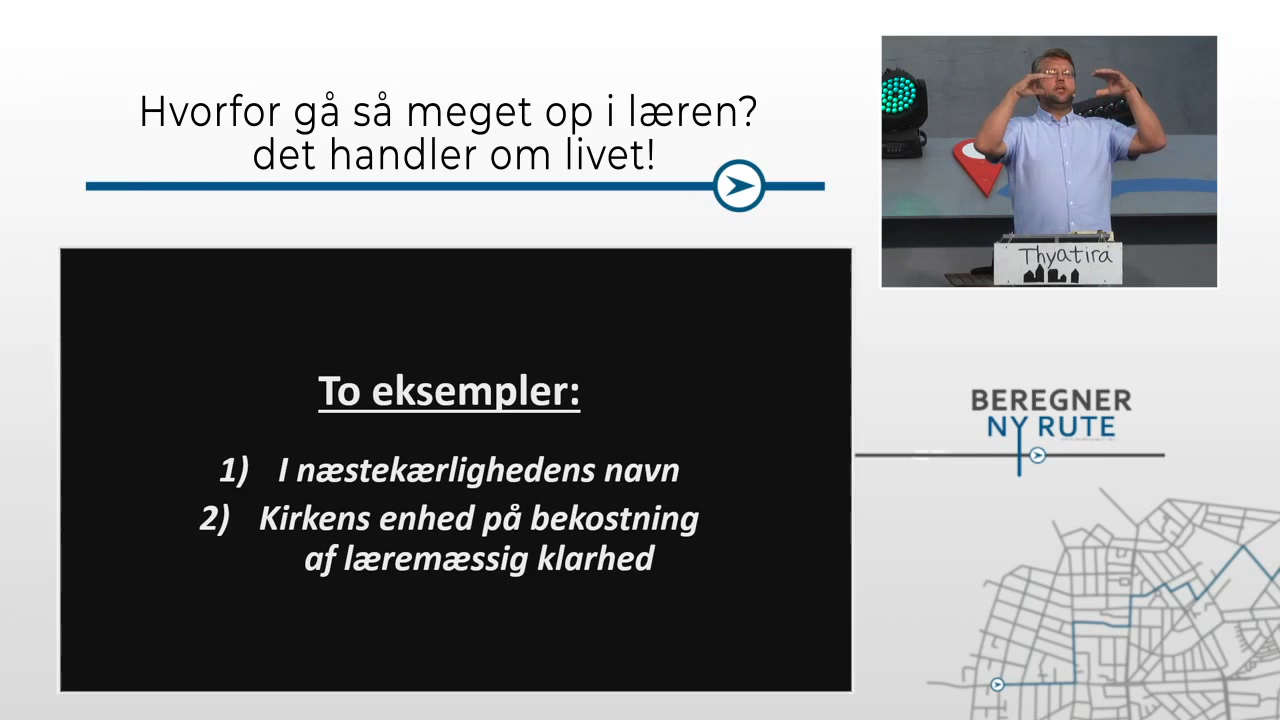 Hvorfor gå så meget op i læren?
det handler om livet!
Thyatira
To eksempler:
1) I næstekærlighedens navn
2) Kirkens enhed på bekostning
af læremæssig klarhed
BEREGNER
NY RUTE